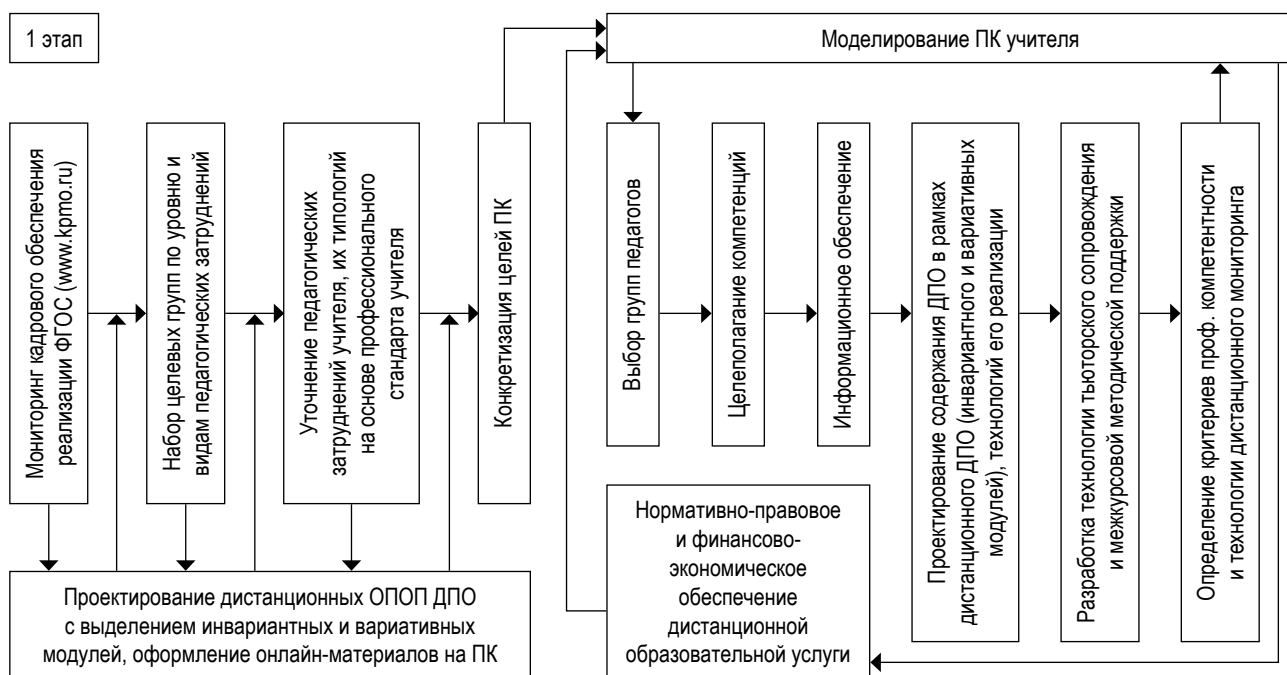 1 этап
Моделирование ПК учителя
Мониторинг кадрового обеспечения
реализации ФГОС (www.kpmo.ru)
Набор целевых групп по уровню и
видам педагогических затруднений
Уточнение педагогических
затруднений учителя, их типологий
на основе профессионального
стандарта учителя
Конкретизация целей ПК
Выбор групп педагогов
Целеполагание компетенций
Информационное обеспечение
Проектирование содержания ДПО в рамках
дистанционного ДПО (инвариантного и вариативных
модулей), технологий его реализации
Разработка технологии тьюторского сопровождения
и межкурсовой методической поддержки
Определение критериев проф. компетентности
и технологии дистанционного мониторинга
Проектирование дистанционных ОПОП ДПО
с выделением инвариантных и вариативных
модулей, оформление онлайн-материалов на ПК
Нормативно-правовое
и финансово-
экономическое
обеспечение
дистанционной
образовательной услуги